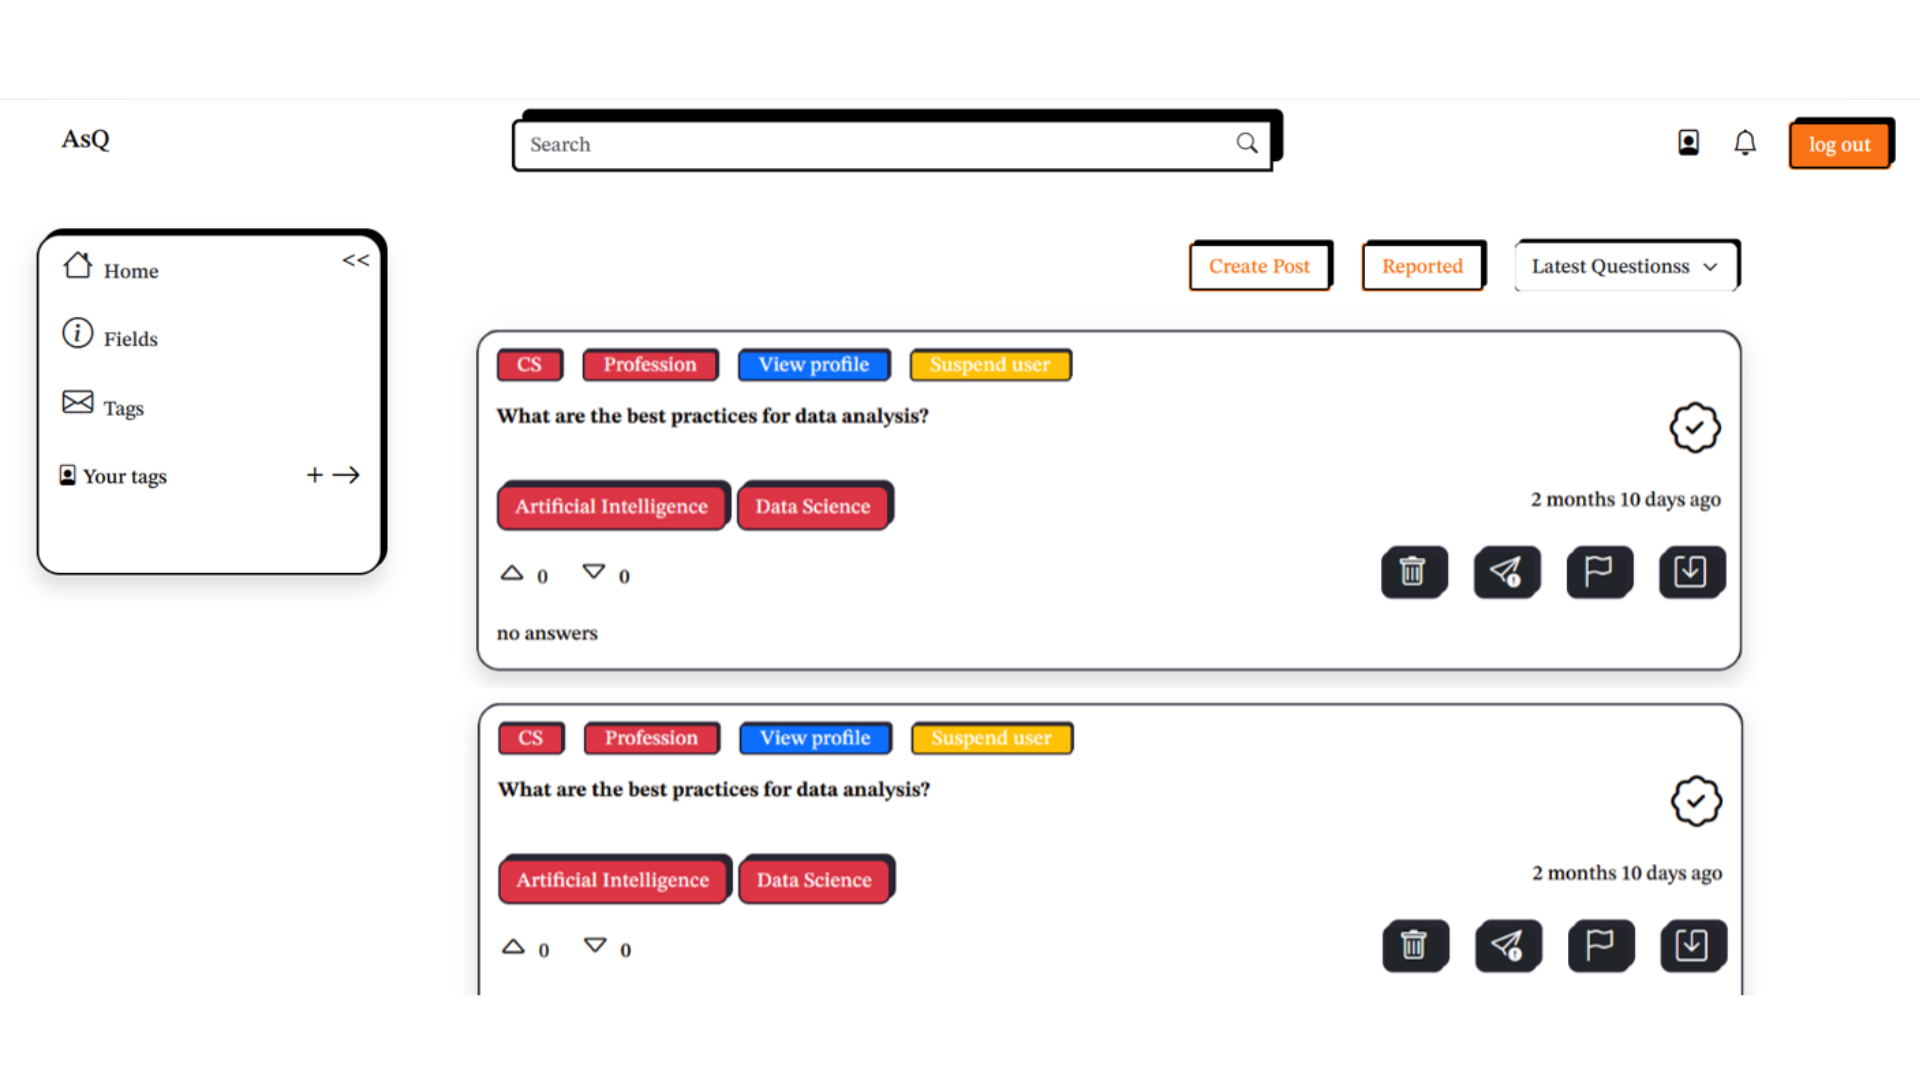 AsQ
Search
log out
Home <<
Fields
Tags
Your tags +
Create Post Reported Latest Questionss
CS Profession View profile Suspend user
What are the best practices for data analysis?
Artificial Intelligence Data Science
2 months 10 days ago
0 0
no answers
CS Profession View profile Suspend user
What are the best practices for data analysis?
Artificial Intelligence Data Science
2 months 10 days ago
0 0